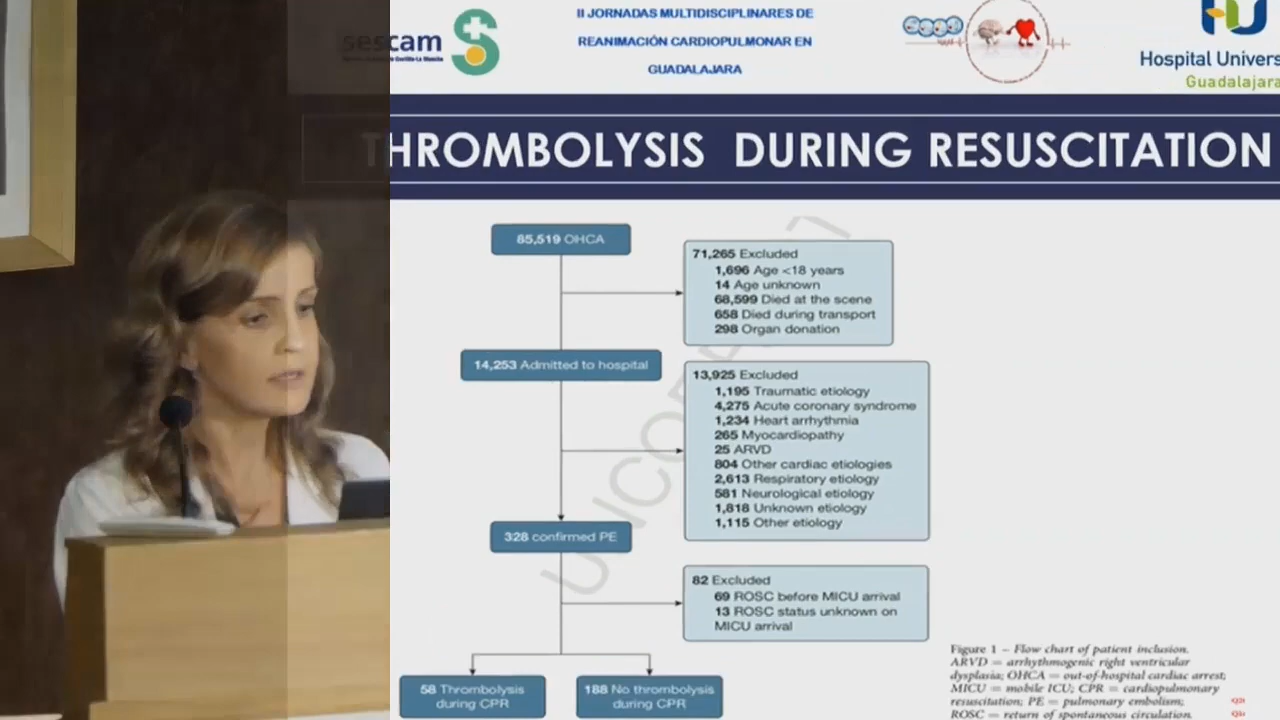 sescam
II JORNADAS MULTIDISCIPLINARES DE
REANIMACIÓN CARDIOPULMONAR EN
GUADALAJARA
Hospital Univers
Guadalajara
THROMBOLYSIS DURING RESUSCITATION
85,519 OHCA
71,265 Excluded
1,696 Age <18 years
14 Age unknown
68,599 Died at the scene
658 Died during transport
298 Organ donation
14,253 Admitted to hospital
13,925 Excluded
1,195 Traumatic etiology
4,275 Acute coronary syndrome
1,234 Heart arrhythmia
265 Myocardiopathy
25 ARVD
804 Other cardiac etiologies
2,613 Respiratory etiology
581 Neurological etiology
1,818 Unknown etiology
1,115 Other etiology
328 confirmed PE
82 Excluded
69 ROSC before MICU arrival
13 ROSC status unknown on
MICU arrival
58 Thrombolysis
during CPR
188 No thrombolysis
during CPR
Figure 1 – Flow chart of patient inclusion.
ARVD = arrhythmogenic right ventricular
dysplasia; OHCA = out-of-hospital cardiac arrest;
MICU = mobile ICU; CPR = cardiopulmonary
resuscitation; PE = pulmonary embolism;
ROSC = return of spontaneous circulation.